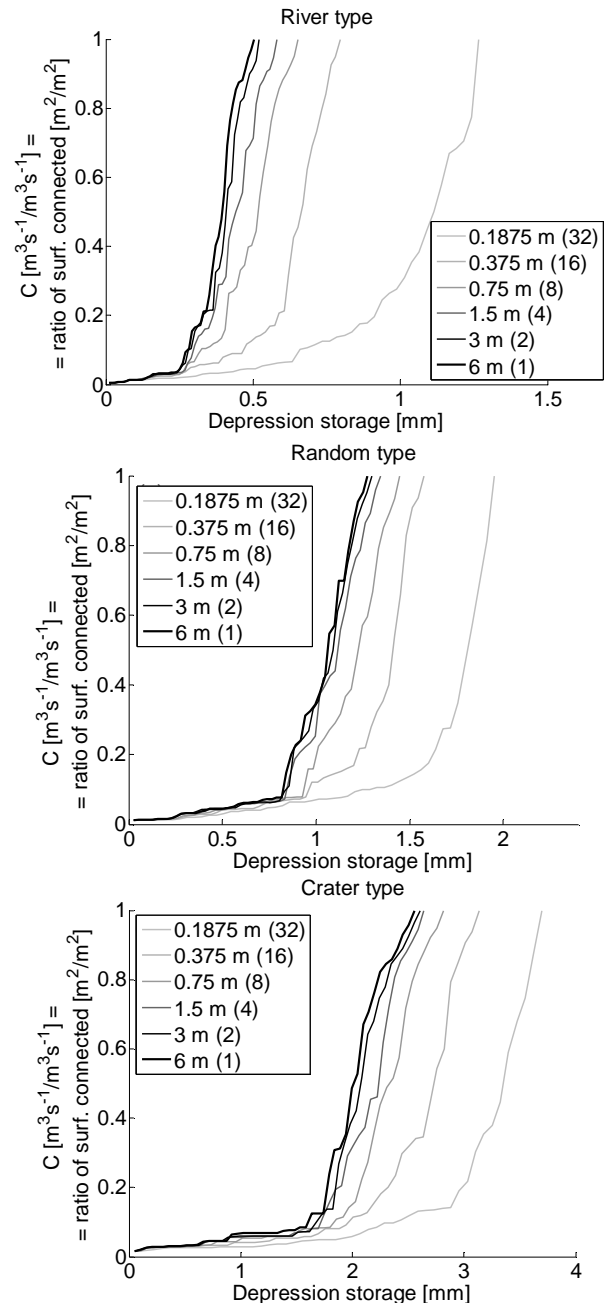 River type
1
0.8
0.6
0.4
0.2
0
C [m³s⁻¹/m³s⁻¹] =
= ratio of surf. connected [m²/m²]
0.1875 m (32)
0.375 m (16)
0.75 m (8)
1.5 m (4)
3 m (2)
6 m (1)
0 0.5 1 1.5
Depression storage [mm]
Random type
1
0.8
0.6
0.4
0.2
0
C [m³s⁻¹/m³s⁻¹] =
= ratio of surf. connected [m²/m²]
0.1875 m (32)
0.375 m (16)
0.75 m (8)
1.5 m (4)
3 m (2)
6 m (1)
0 0.5 1 1.5 2
Depression storage [mm]
Crater type
1
0.8
0.6
0.4
0.2
0
C [m³s⁻¹/m³s⁻¹] =
= ratio of surf. connected [m²/m²]
0.1875 m (32)
0.375 m (16)
0.75 m (8)
1.5 m (4)
3 m (2)
6 m (1)
0 1 2 3 4
Depression storage [mm]